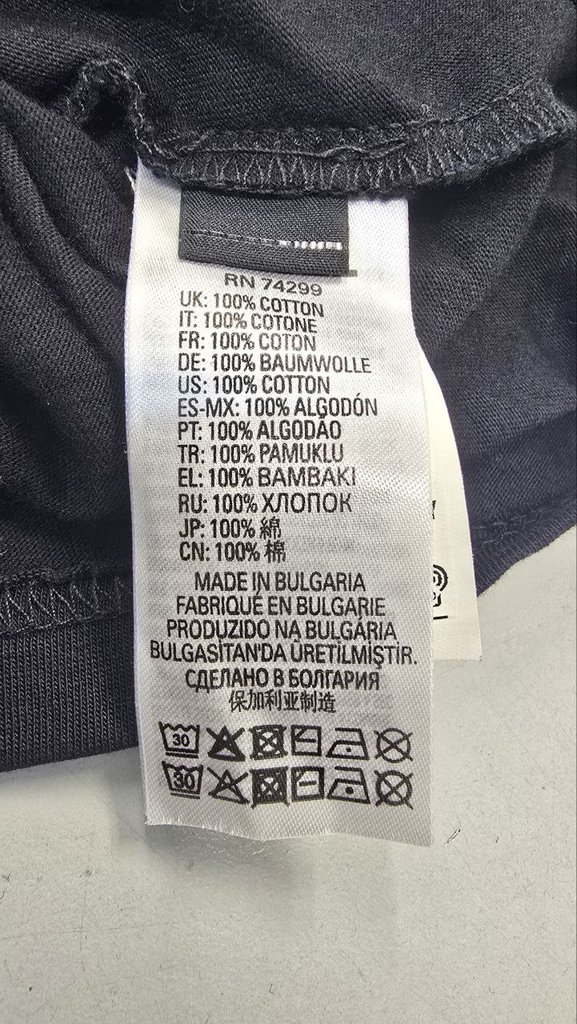 RN 74299
UK: 100% COTTON
IT: 100% COTONE
FR: 100% COTON
DE: 100% BAUMWOLLE
US: 100% COTTON
ES-MX: 100% ALGODÓN
PT: 100% ALGODÃO
TR: 100% PAMUKLU
EL: 100% BAMBAKI
RU: 100% ХЛОПОК
JP: 100% 綿
CN: 100% 棉
MADE IN BULGARIA
FABRIQUÉ EN BULGARIE
PRODUZIDO NA BULGÁRIA
BULGASİTAN'DA ÜRETİLMİŞTİR.
СДЕЛАНО В БОЛГАРИЯ
保加利亚制造
30
30